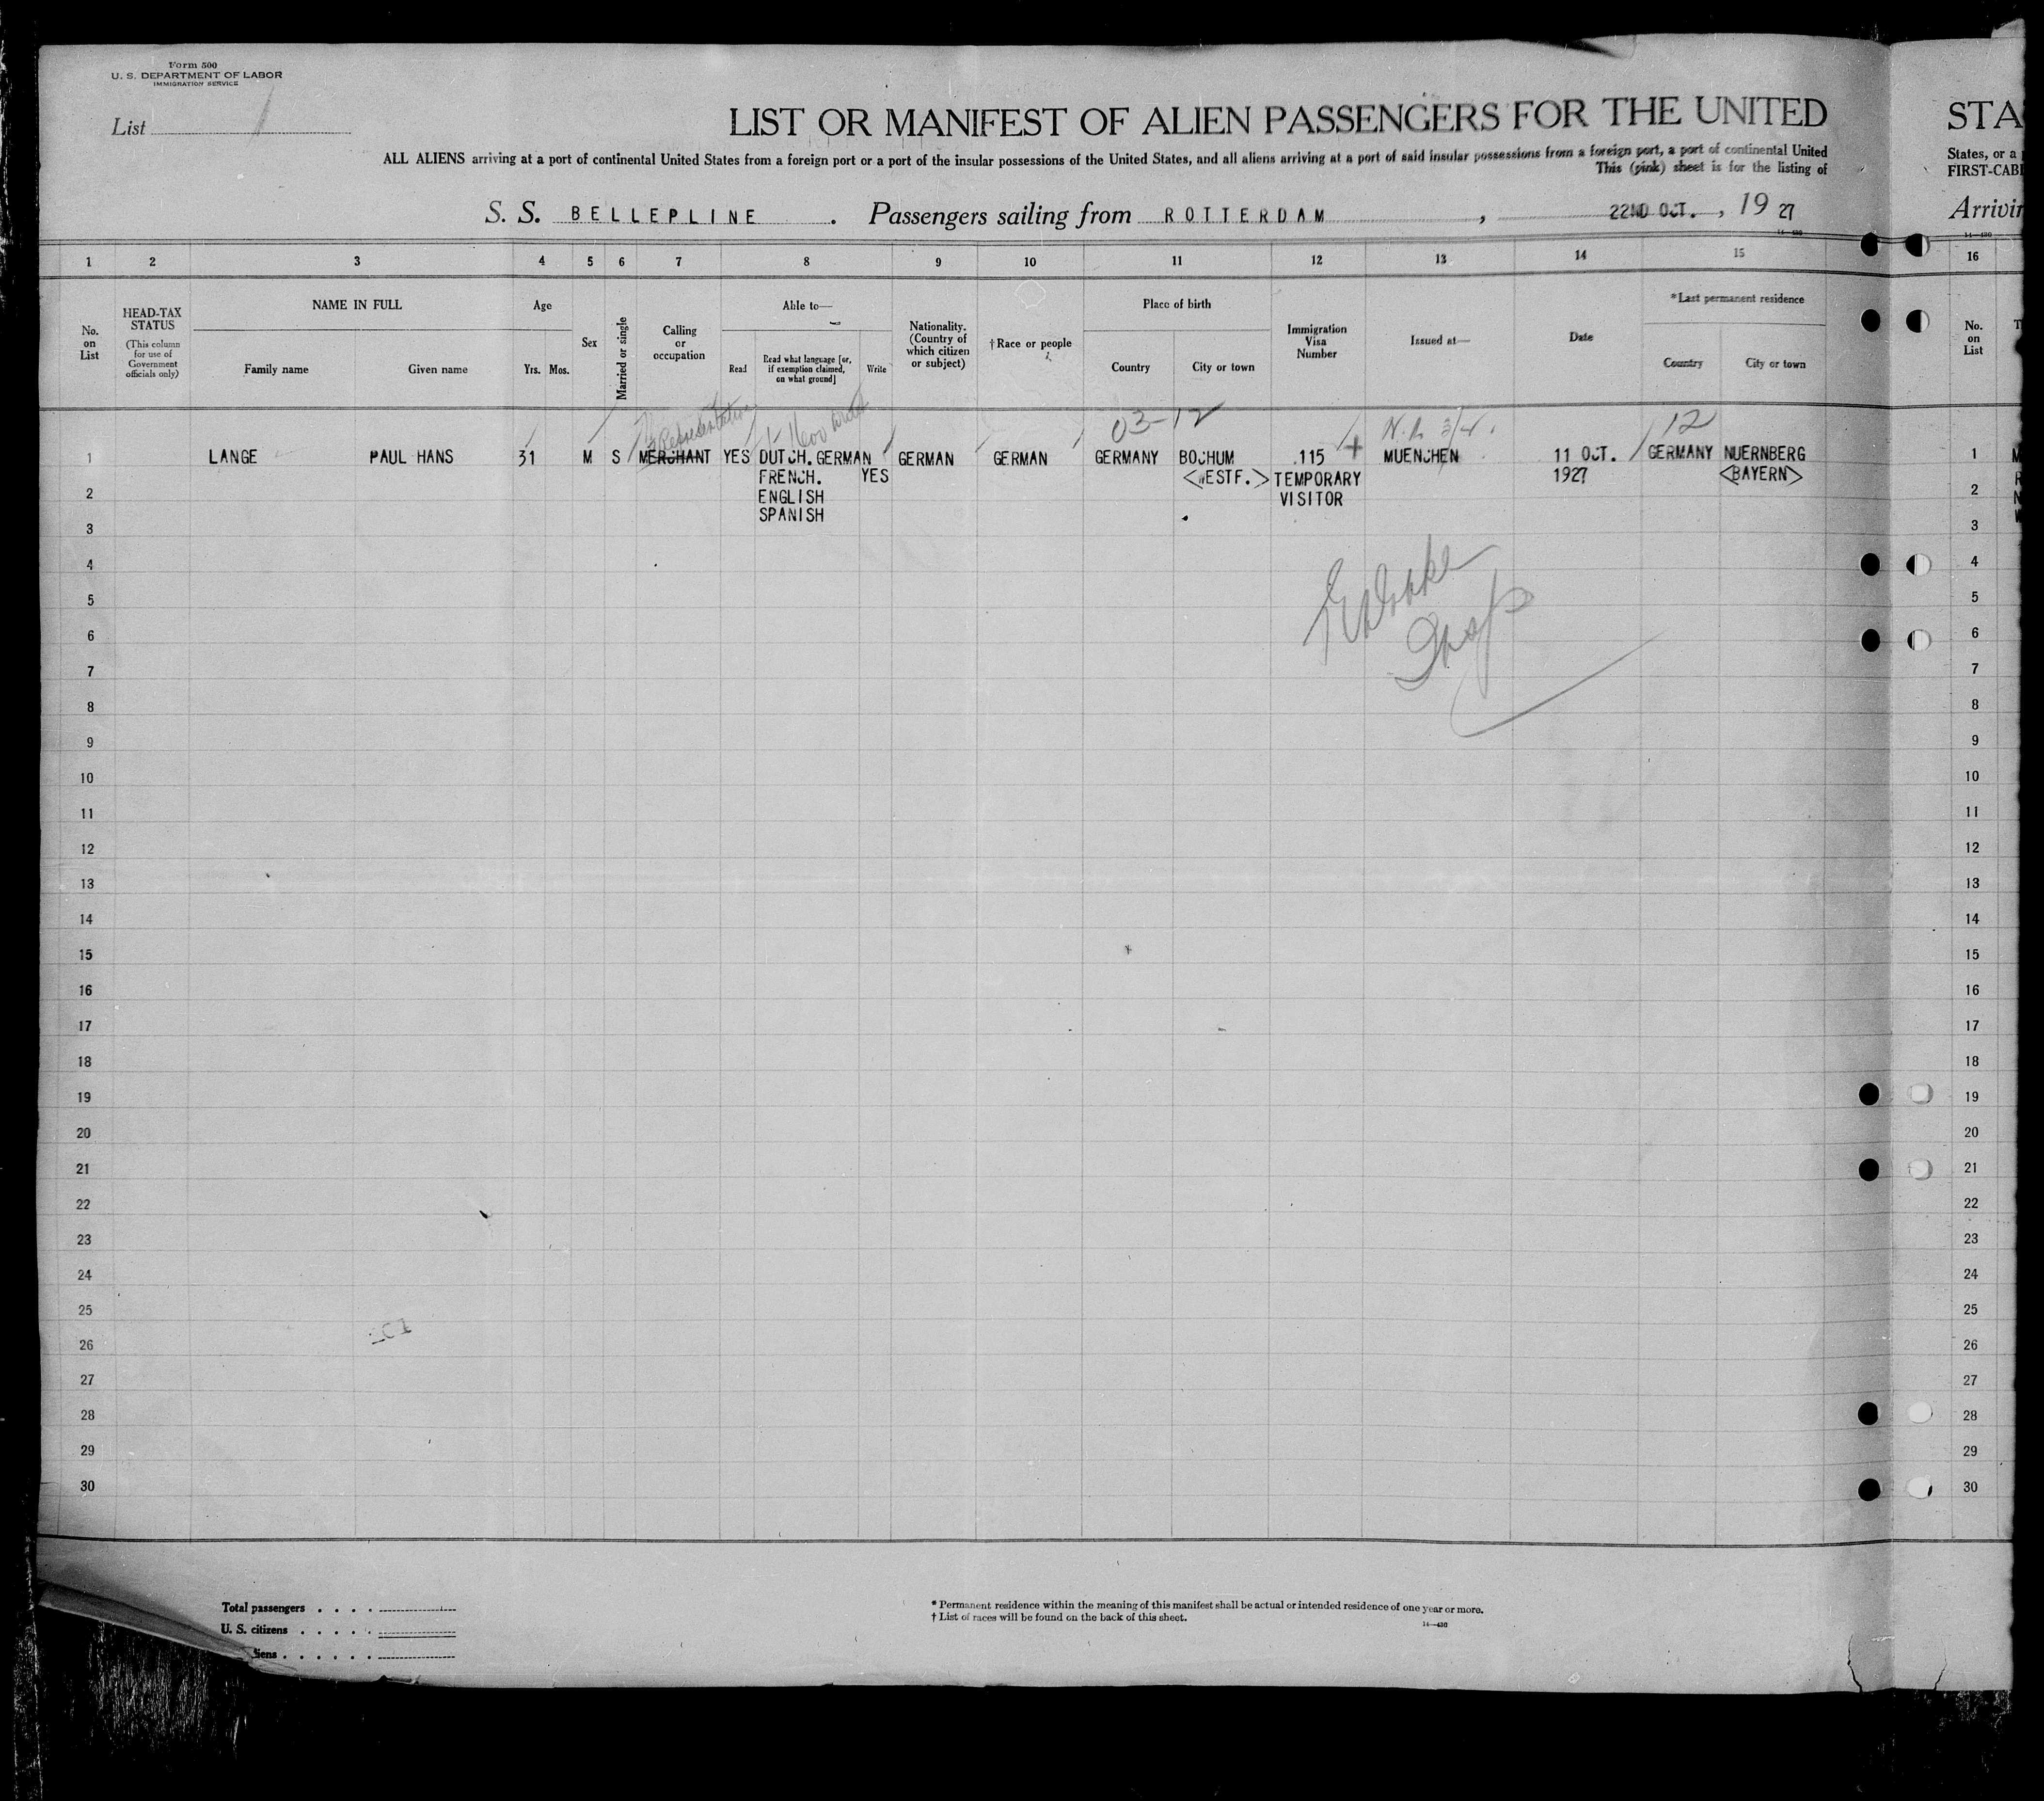 Form 500
U. S. DEPARTMENT OF LABOR
IMMIGRATION SERVICE
List 1
LIST OR MANIFEST OF ALIEN PASSENGERS FOR THE UNITED
ALL ALIENS arriving at a port of continental United States from a foreign port or a port of the insular possessions of the United States, and all aliens arriving at a port of said insular possessions from a foreign port, a port of continental United
This (pink) sheet is for the listing of
S. S. BELLEPLINE . Passengers sailing from ROTTERDAM , 22ND OCT. , 19 27
14—430
1 2 3 4 5 6 7 8 9 10 11 12 13 14 15
No. on List
HEAD-TAX STATUS
(This column for use of Government officials only)
NAME IN FULL
Family name Given name
Age
Yrs. Mos.
Sex
Married or single
Calling or occupation
Able to—
Read
Read what language [or, if exemption claimed, on what ground]
Write
Nationality. (Country of which citizen or subject)
†Race or people
Place of birth
Country City or town
Immigration Visa Number
Issued at—
Date
*Last permanent residence
Country City or town
Representative
03-12
12
1 LANGE PAUL HANS 31 M S MERCHANT YES DUTCH. GERMAN GERMAN GERMAN GERMANY BOCHUM 115 MUENCHEN 11 OCT. GERMANY NUERNBERG
FRENCH. YES <WESTF.> TEMPORARY 1927 <BAYERN>
2 ENGLISH VISITOR
SPANISH
3
4
5
6
7
8
9
10
11
12
13
14
15
16
17
18
19
20
21
22
23
24
25
26
27
28
29
30
Total passengers . . . .
U. S. citizens . . . . .
iens . . . . . .
* Permanent residence within the meaning of this manifest shall be actual or intended residence of one year or more.
† List of races will be found on the back of this sheet.
14—430
STA
States, or a
FIRST-CABI
Arrivin
14—430
16
No. on List
T
1 M
R
2 N
W
3
4
5
6
7
8
9
10
11
12
13
14
15
16
17
18
19
20
21
22
23
24
25
26
27
28
29
30